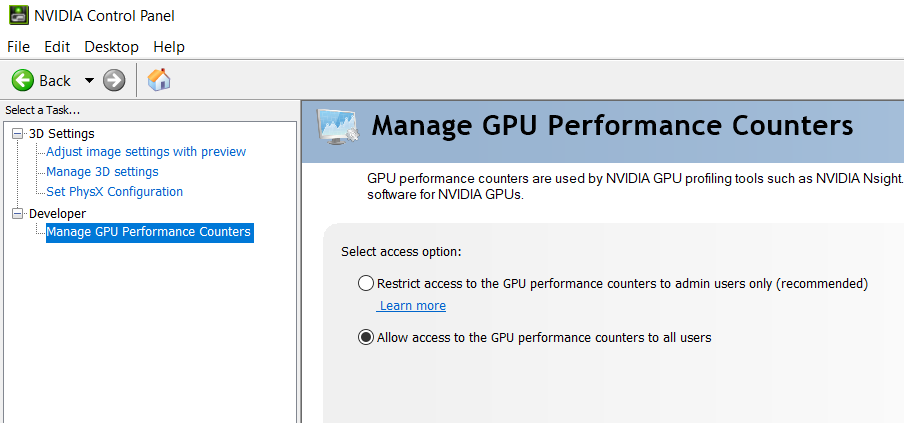 NVIDIA Control Panel
File Edit Desktop Help
Back
Select a Task...
3D Settings
Adjust image settings with preview
Manage 3D settings
Set PhysX Configuration
Developer
Manage GPU Performance Counters
Manage GPU Performance Counters
GPU performance counters are used by NVIDIA GPU profiling tools such as NVIDIA Nsight.
software for NVIDIA GPUs.
Select access option:
Restrict access to the GPU performance counters to admin users only (recommended)
Learn more
Allow access to the GPU performance counters to all users